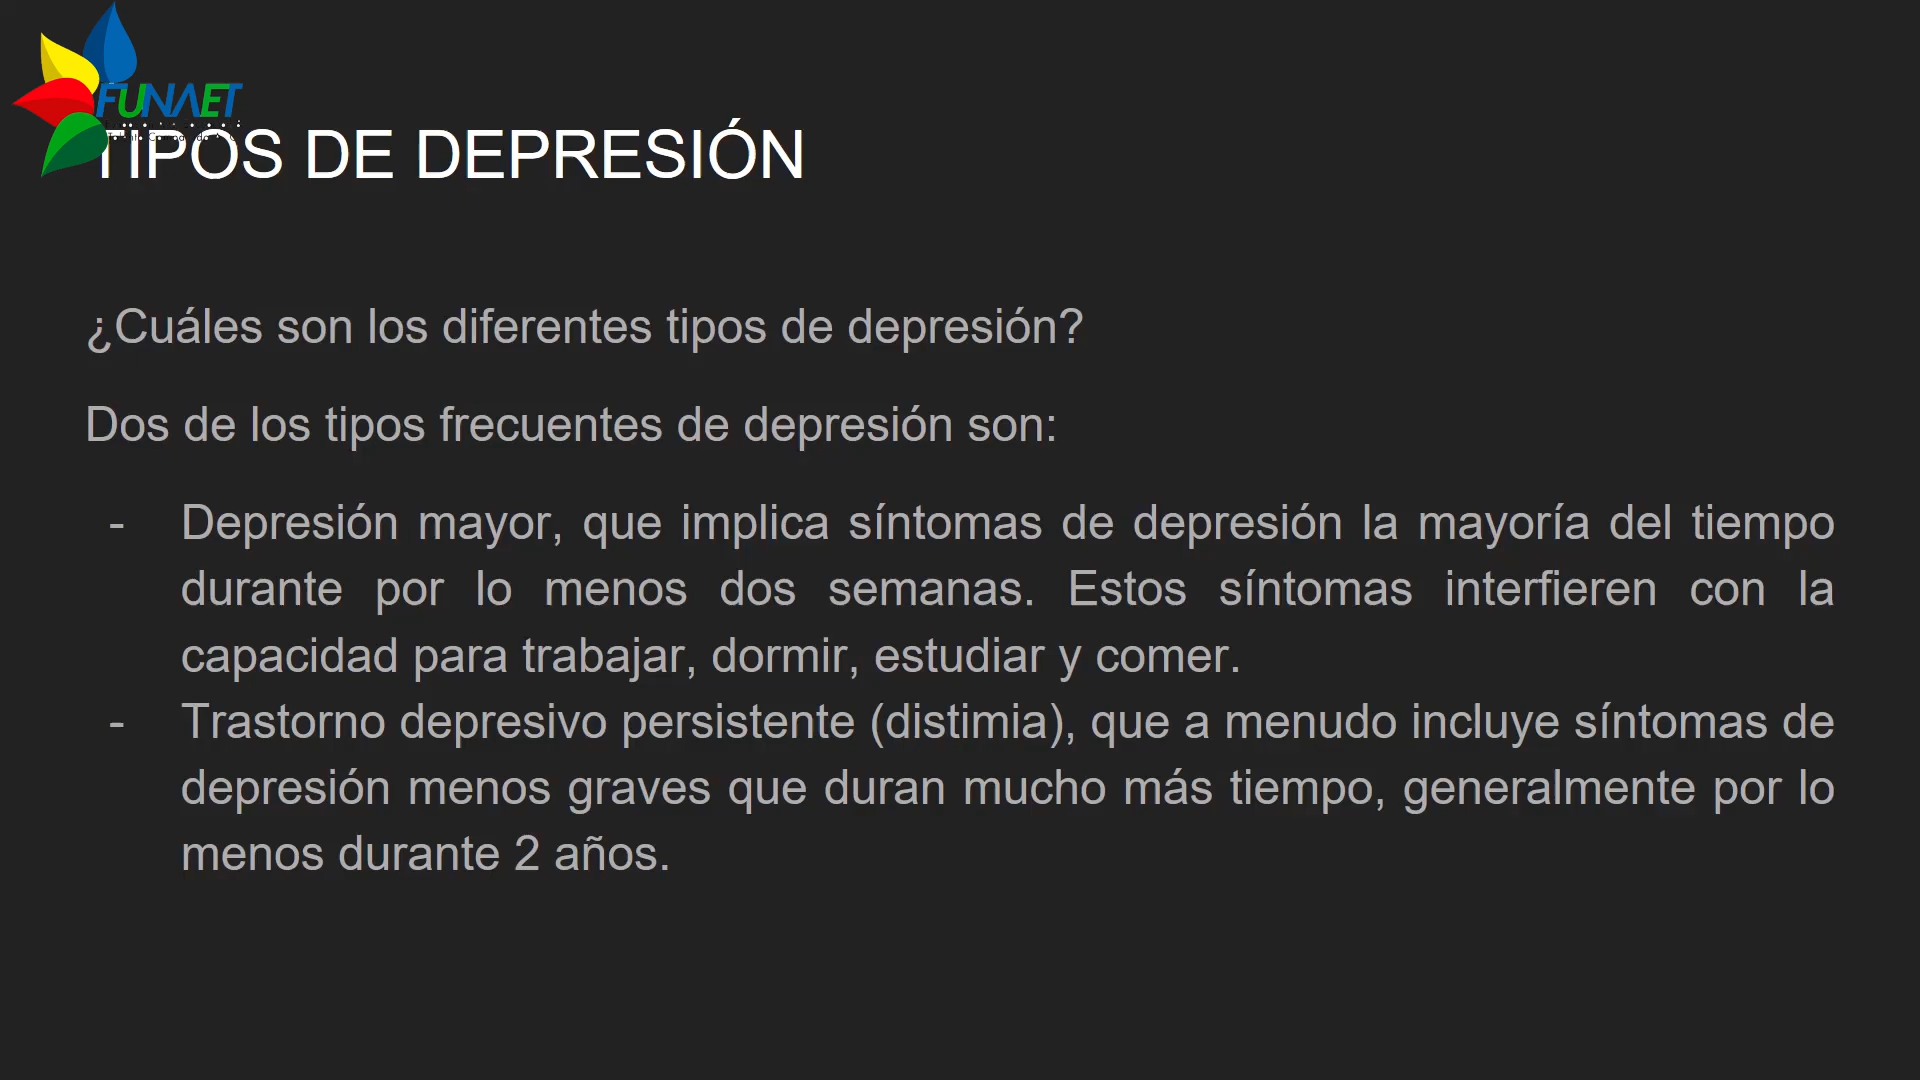 FUNAET
TIPOS DE DEPRESIÓN
¿Cuáles son los diferentes tipos de depresión?
Dos de los tipos frecuentes de depresión son:
- Depresión mayor, que implica síntomas de depresión la mayoría del tiempo
durante por lo menos dos semanas. Estos síntomas interfieren con la
capacidad para trabajar, dormir, estudiar y comer.
- Trastorno depresivo persistente (distimia), que a menudo incluye síntomas de
depresión menos graves que duran mucho más tiempo, generalmente por lo
menos durante 2 años.